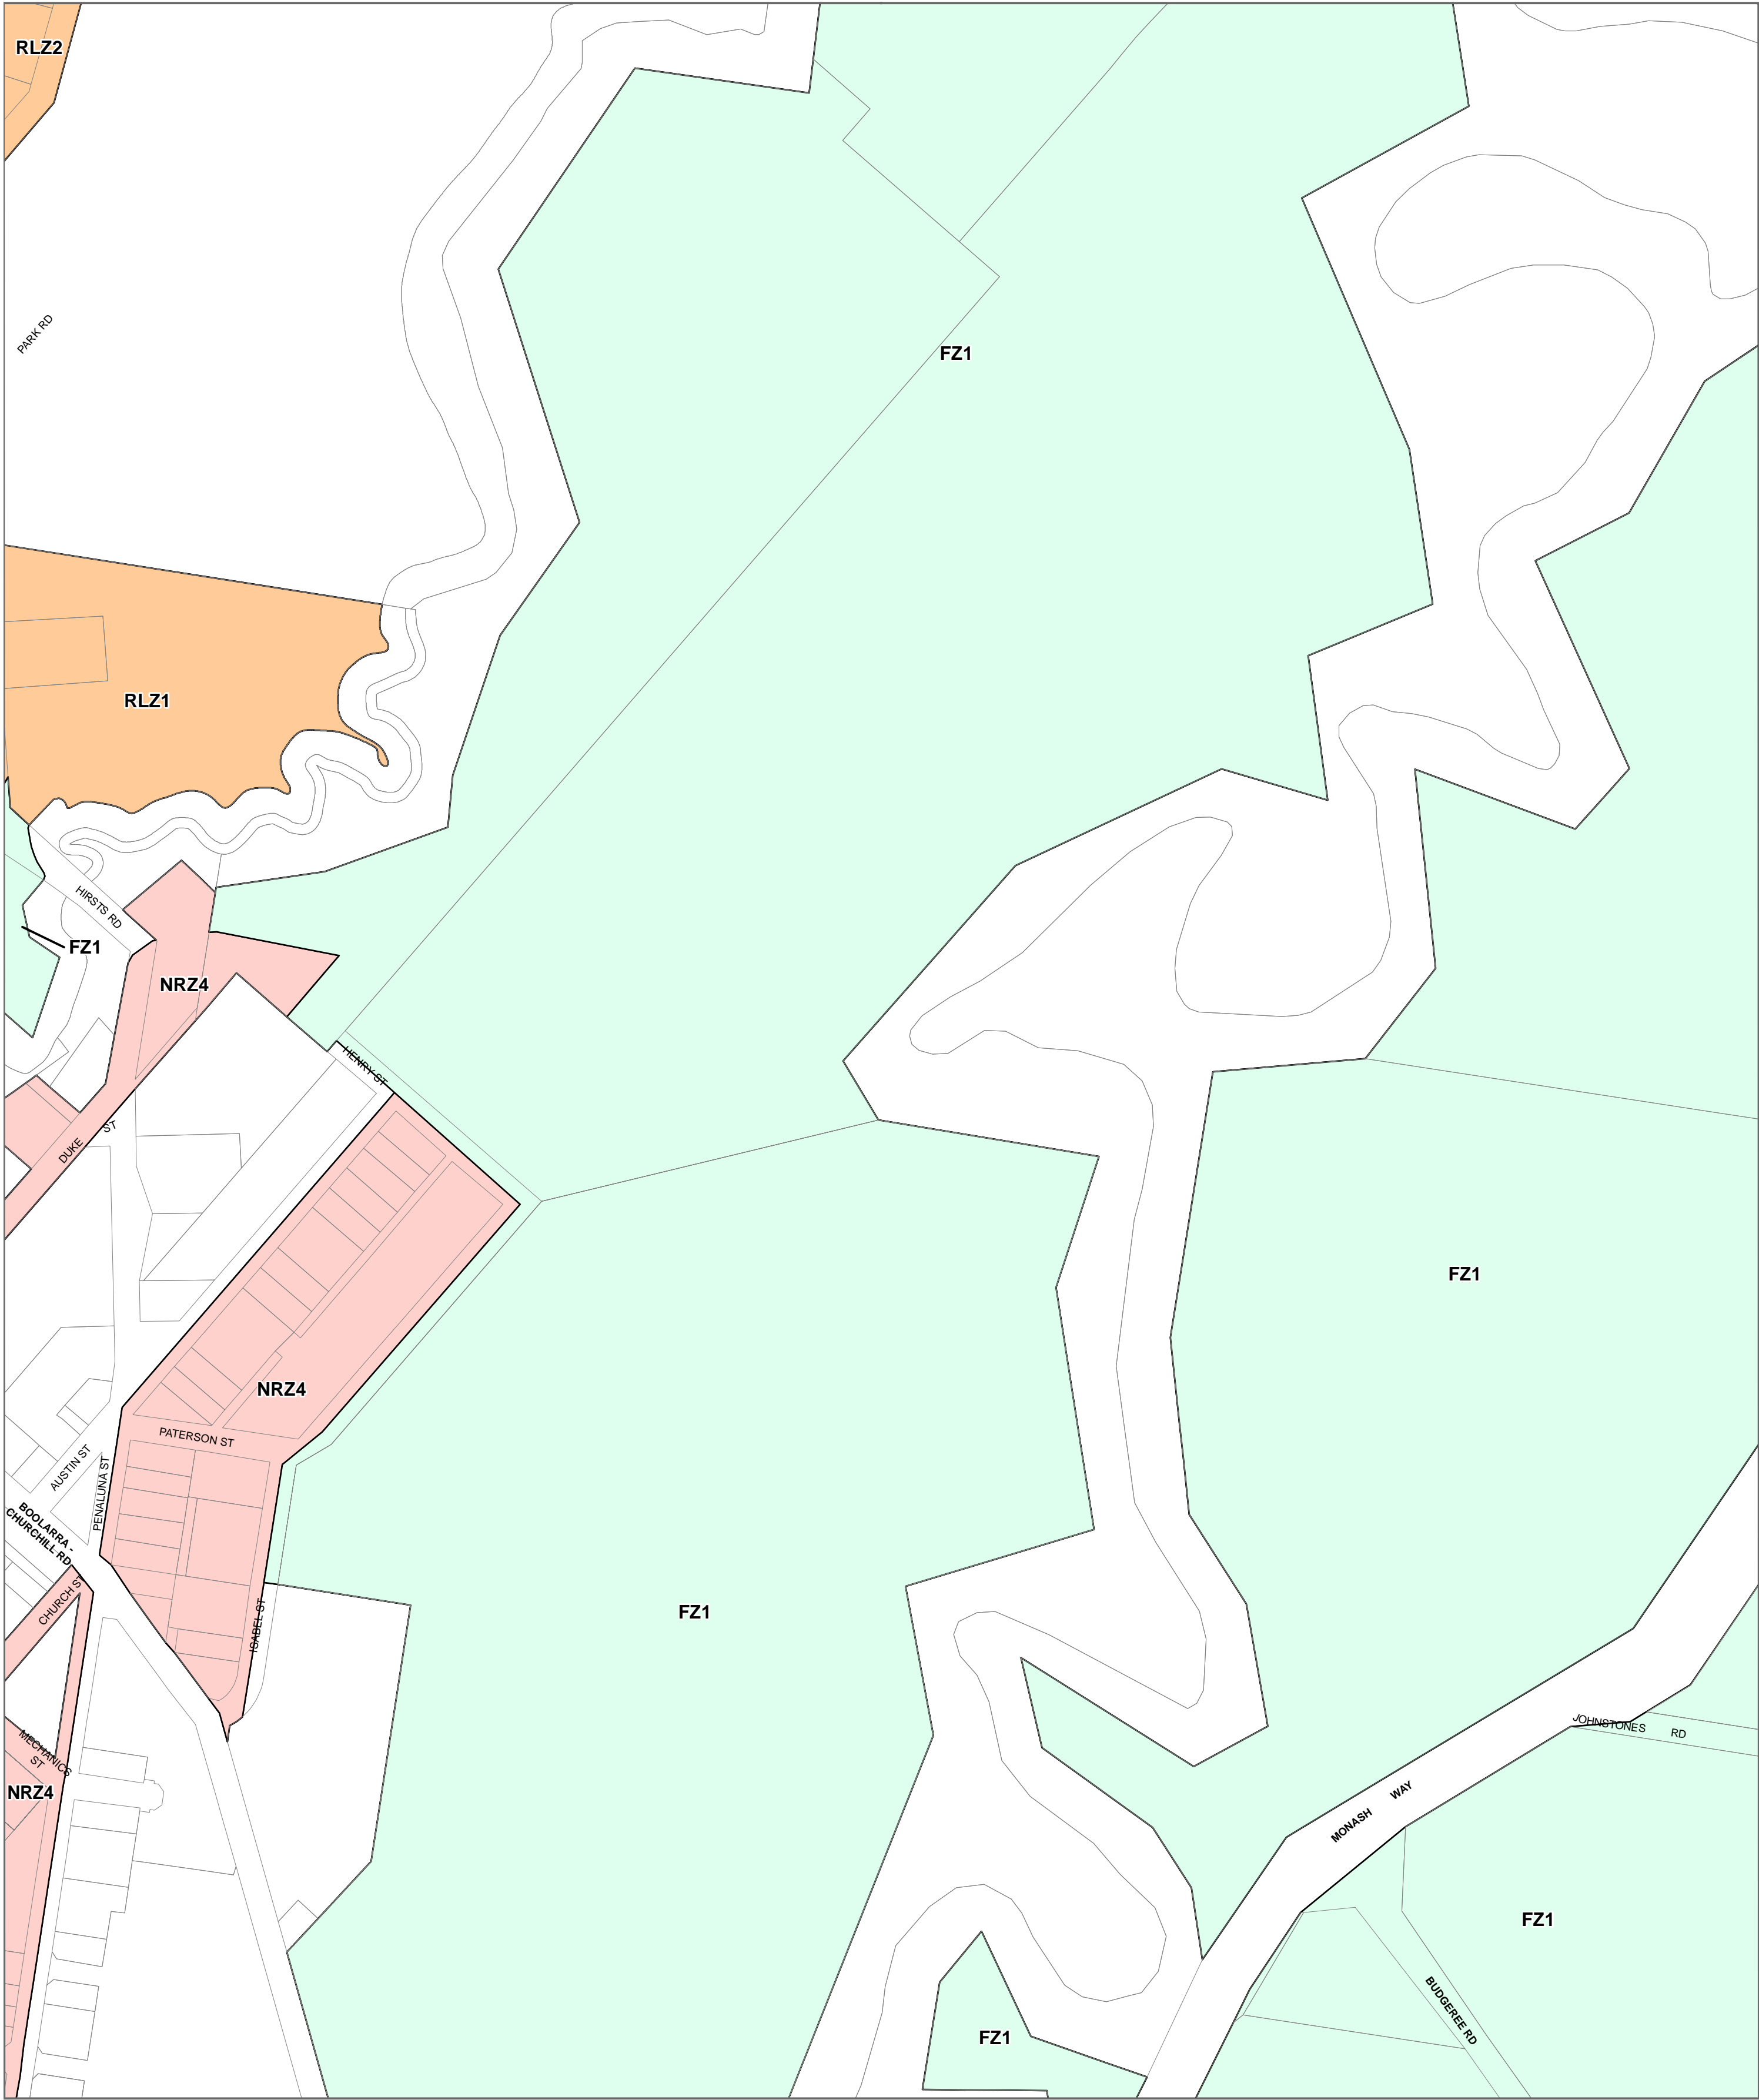 RLZ2
PARK RD
FZ1
RLZ1
HIRSTS RD
FZ1
NRZ4
HENRY ST
DUKE ST
FZ1
NRZ4
PATERSON ST
AUSTIN ST
PENALUNA ST
BOOLARRA -
CHURCHILL RD
CHURCH ST
ISABEL ST
FZ1
JOHNSTONES RD
MECHANICS
ST
NRZ4
MONASH WAY
FZ1
BUDGEREE RD
FZ1